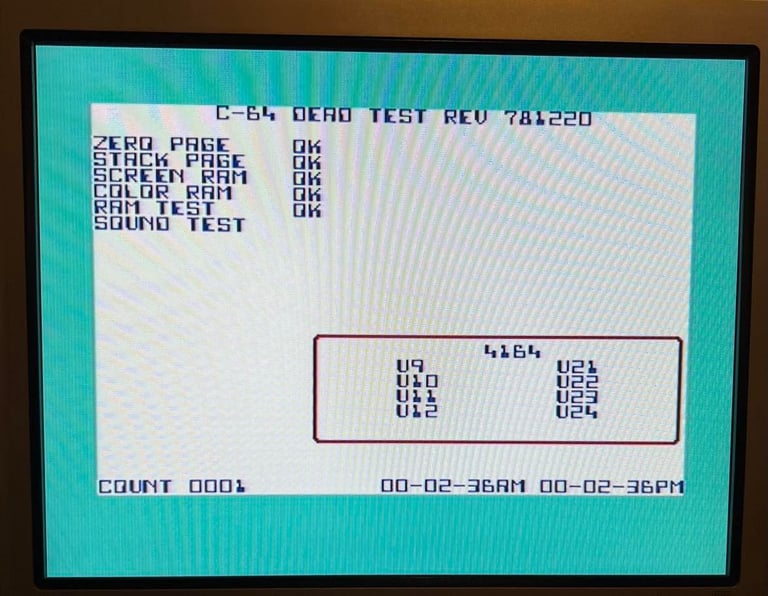 C-64 DEAD TEST REV 781220
ZERO PAGE OK
STACK PAGE OK
SCREEN RAM OK
COLOR RAM OK
RAM TEST OK
SOUND TEST
4164
U9 U21
U10 U22
U11 U23
U12 U24
COUNT 0001 00-02-36AM 00-02-36PM